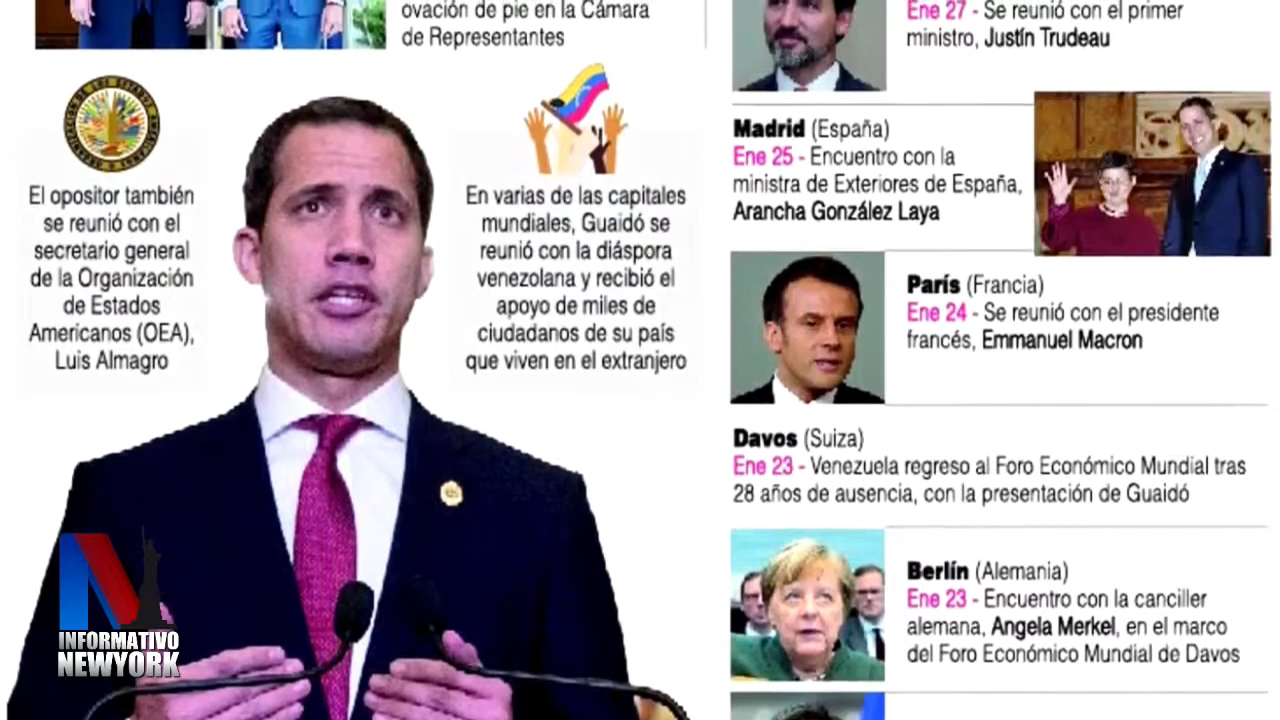 ovación de pie en la Cámara
de Representantes
El opositor también
se reunió con el
secretario general
de la Organización
de Estados
Americanos (OEA),
Luis Almagro
En varias de las capitales
mundiales, Guaidó se
reunió con la diáspora
venezolana y recibió el
apoyo de miles de
ciudadanos de su país
que viven en el extranjero
INFORMATIVO
NEWYORK
Ene 27 - Se reunió con el primer
ministro, Justín Trudeau
Madrid (España)
Ene 25 - Encuentro con la
ministra de Exteriores de España,
Arancha González Laya
París (Francia)
Ene 24 - Se reunió con el presidente
francés, Emmanuel Macron
Davos (Suiza)
Ene 23 - Venezuela regreso al Foro Económico Mundial tras
28 años de ausencia, con la presentación de Guaidó
Berlín (Alemania)
Ene 23 - Encuentro con la canciller
alemana, Angela Merkel, en el marco
del Foro Económico Mundial de Davos